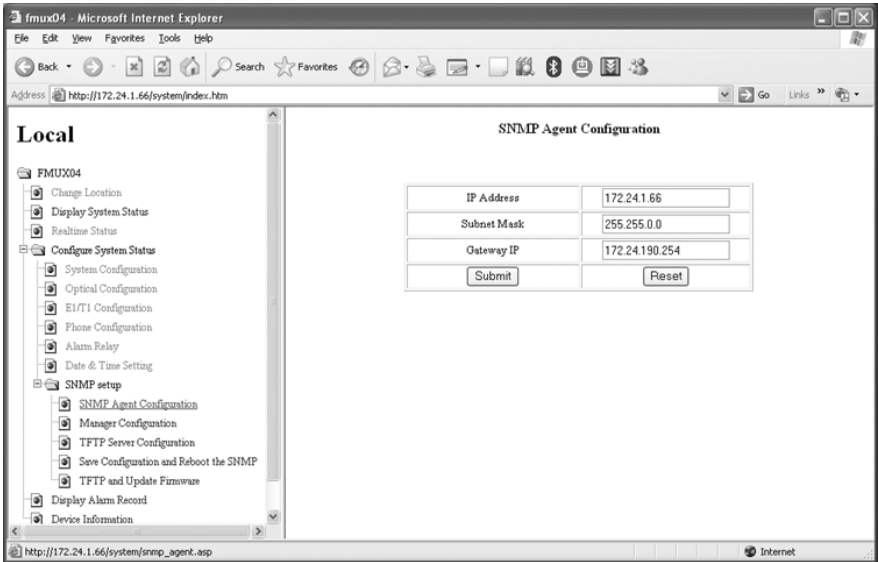 fmux04 - Microsoft Internet Explorer
File Edit View Favorites Tools Help
Back Search Favorites
Address http://172.24.1.66/system/index.htm Go Links »
Local
FMUX04
Change Location
Display System Status
Realtime Status
Configure System Status
System Configuration
Optical Configuration
E1/T1 Configuration
Phone Configuration
Alarm Relay
Date & Time Setting
SNMP setup
SNMP Agent Configuration
Manager Configuration
TFTP Server Configuration
Save Configuration and Reboot the SNMP
TFTP and Update Firmware
Display Alarm Record
Device Information
SNMP Agent Configuration
IP Address 172.24.1.66
Subnet Mask 255.255.0.0
Gateway IP 172.24.190.254
Submit Reset
http://172.24.1.66/system/snmp_agent.asp Internet